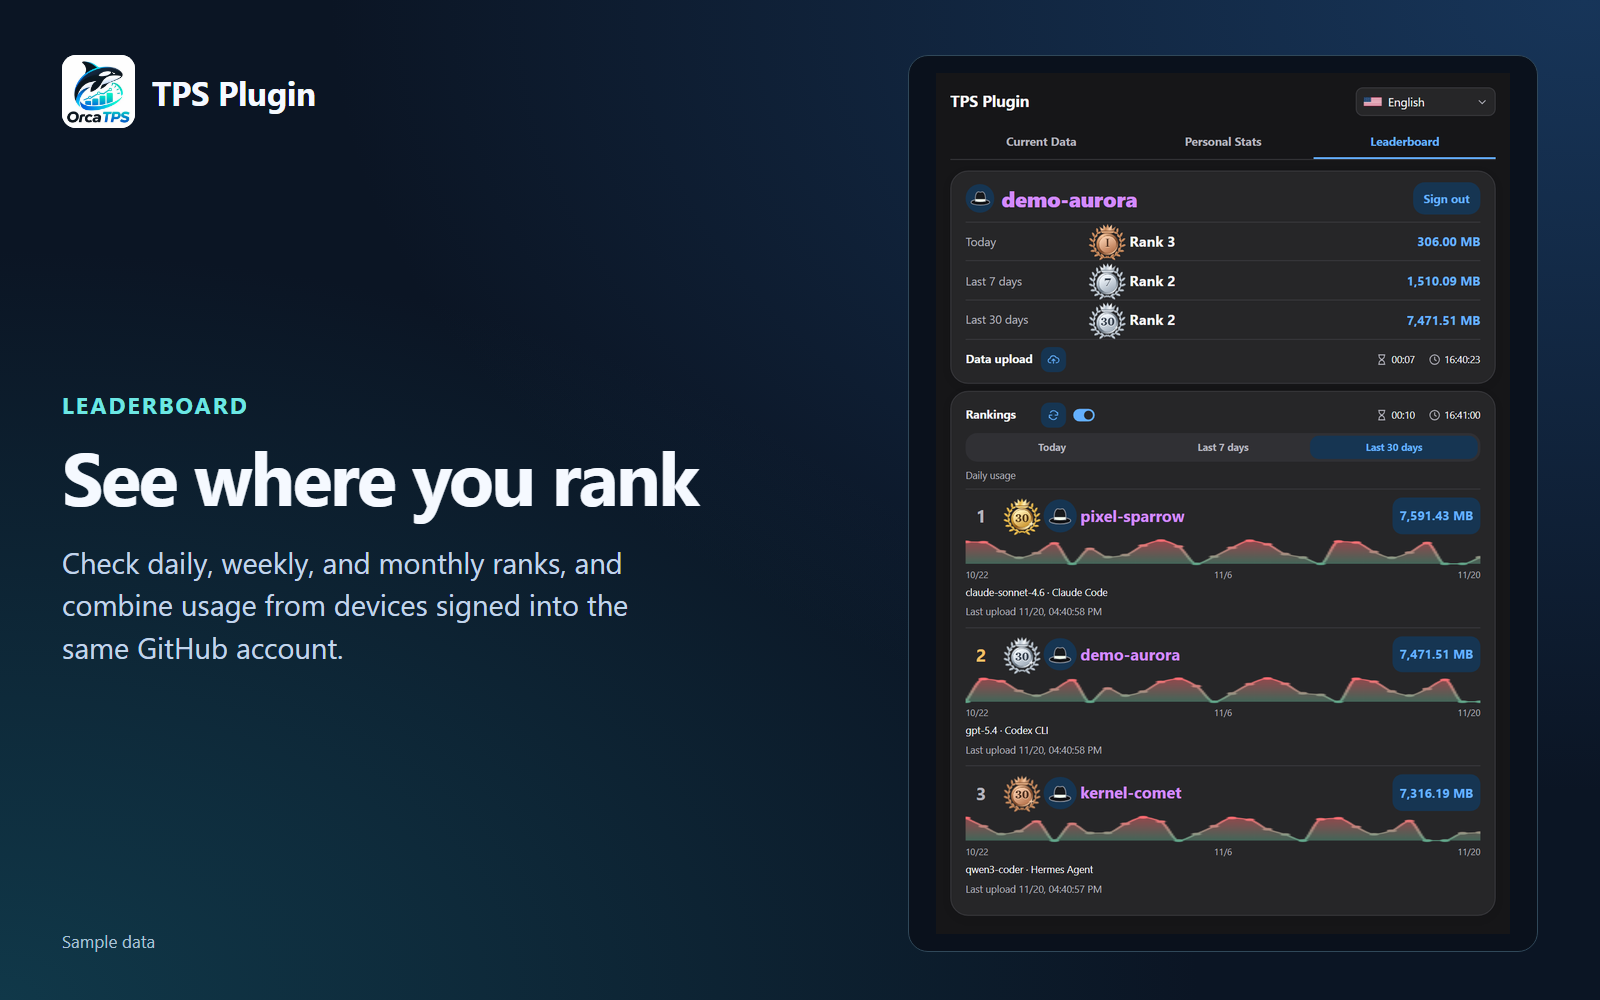 OrcaTPS
TPS Plugin
LEADERBOARD
See where you rank
Check daily, weekly, and monthly ranks, and
combine usage from devices signed into the
same GitHub account.
Sample data
TPS Plugin
English
Current Data
Personal Stats
Leaderboard
demo-aurora
Sign out
Today
1
Rank 3
306.00 MB
Last 7 days
7
Rank 2
1,510.09 MB
Last 30 days
30
Rank 2
7,471.51 MB
Data upload
00:07
16:40:23
Rankings
00:10
16:41:00
Today
Last 7 days
Last 30 days
Daily usage
1
30
pixel-sparrow
7,591.43 MB
10/22
11/6
11/20
claude-sonnet-4.6 · Claude Code
Last upload 11/20, 04:40:58 PM
2
30
demo-aurora
7,471.51 MB
10/22
11/6
11/20
gpt-5.4 · Codex CLI
Last upload 11/20, 04:40:58 PM
3
30
kernel-comet
7,316.19 MB
10/22
11/6
11/20
qwen3-coder · Hermes Agent
Last upload 11/20, 04:40:57 PM